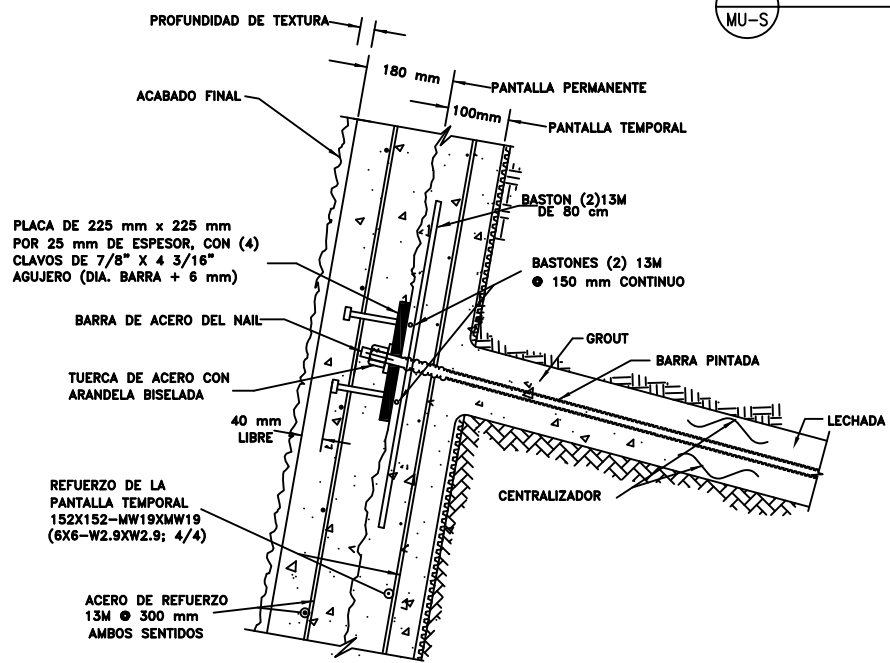 MU-S
PROFUNDIDAD DE TEXTURA
180 mm
PANTALLA PERMANENTE
ACABADO FINAL
100mm
PANTALLA TEMPORAL
BASTON (2)13M
DE 80 cm
PLACA DE 225 mm x 225 mm
POR 25 mm DE ESPESOR, CON (4)
CLAVOS DE 7/8" X 4 3/16"
AGUJERO (DIA. BARRA + 6 mm)
BASTONES (2) 13M
@ 150 mm CONTINUO
BARRA DE ACERO DEL NAIL
GROUT
BARRA PINTADA
TUERCA DE ACERO CON
ARANDELA BISELADA
40 mm
LIBRE
LECHADA
REFUERZO DE LA
PANTALLA TEMPORAL
152X152-MW19XMW19
(6X6-W2.9XW2.9; 4/4)
CENTRALIZADOR
ACERO DE REFUERZO
13M @ 300 mm
AMBOS SENTIDOS